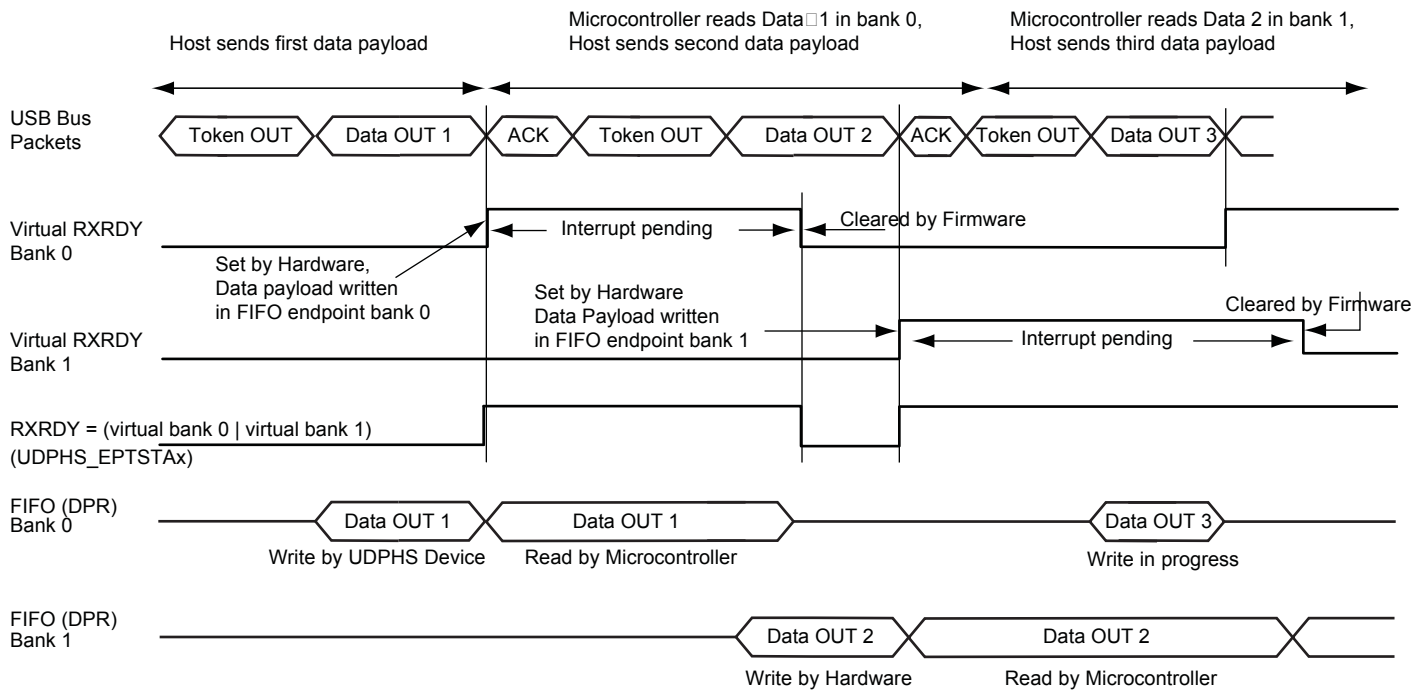 Host sends first data payload
Microcontroller reads Data□1 in bank 0,
Host sends second data payload
Microcontroller reads Data 2 in bank 1,
Host sends third data payload
USB Bus
Packets
Token OUT
Data OUT 1
ACK
Token OUT
Data OUT 2
ACK
Token OUT
Data OUT 3
Virtual RXRDY
Bank 0
Interrupt pending
Cleared by Firmware
Set by Hardware,
Data payload written
in FIFO endpoint bank 0
Set by Hardware
Data Payload written
in FIFO endpoint bank 1
Virtual RXRDY
Bank 1
Interrupt pending
Cleared by Firmware
RXRDY = (virtual bank 0 | virtual bank 1)
(UDPHS_EPTSTAx)
FIFO (DPR)
Bank 0
Data OUT 1
Data OUT 1
Data OUT 3
Write by UDPHS Device
Read by Microcontroller
Write in progress
FIFO (DPR)
Bank 1
Data OUT 2
Data OUT 2
Write by Hardware
Read by Microcontroller